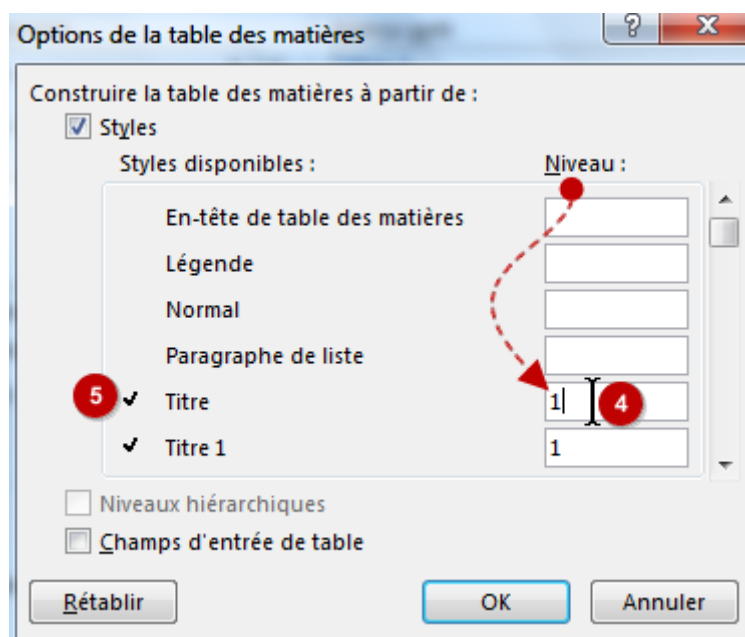 Options de la table des matières
Construire la table des matières à partir de :
Styles
Styles disponibles : Niveau :
En-tête de table des matières
Légende
Normal
Paragraphe de liste
5 Titre 1 4
Titre 1 1
Niveaux hiérarchiques
Champs d'entrée de table
Rétablir OK Annuler